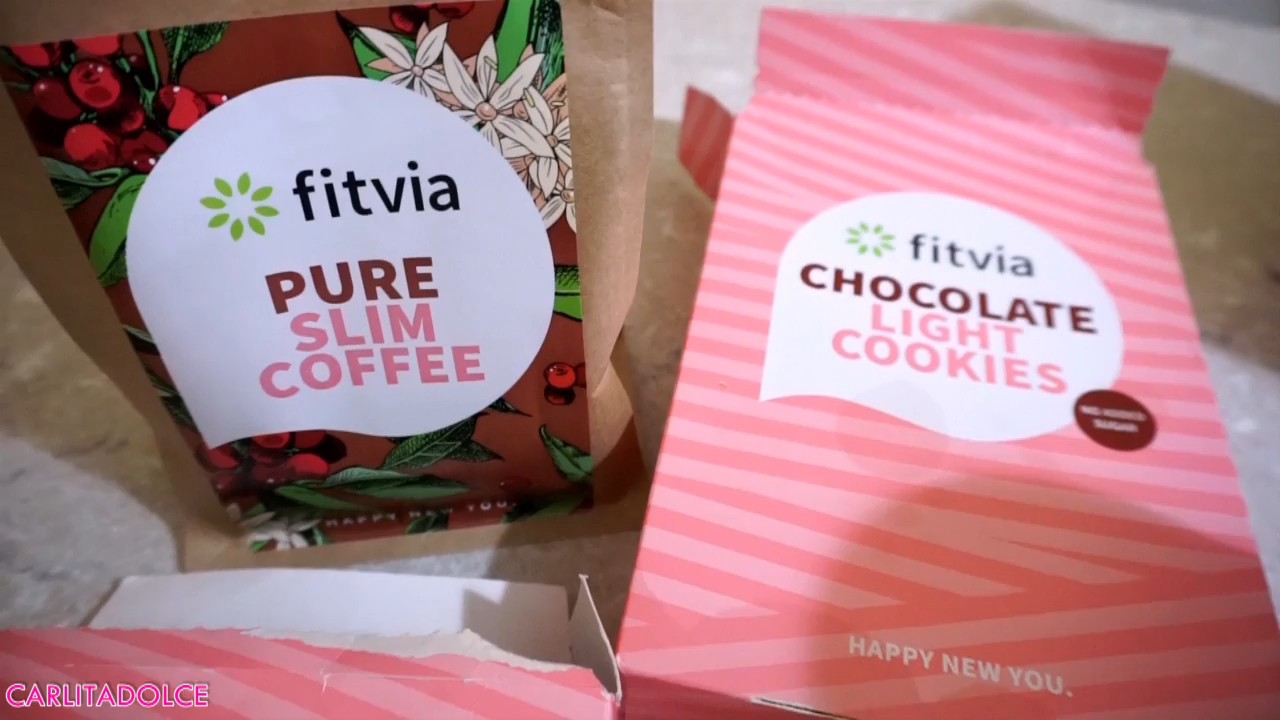 fitvia
PURE
SLIM
COFFEE
HAPPY NEW YOU.
fitvia
CHOCOLATE
LIGHT
COOKIES
NO ADDED
SUGAR
HAPPY NEW YOU.
CARLITADOLCE